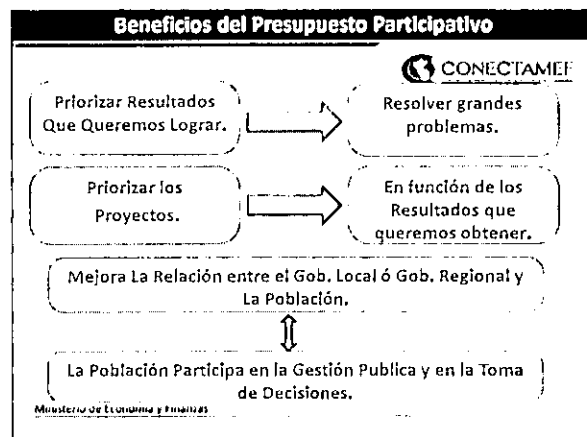 Beneficios del Presupuesto Participativo
CONECTAMEF
Priorizar Resultados
Que Queremos Lograr.
Resolver grandes
problemas.
Priorizar los
Proyectos.
En función de los
Resultados que
queremos obtener.
Mejora La Relación entre el Gob. Local ó Gob. Regional y
La Población.
La Población Participa en la Gestión Publica y en la Toma
de Decisiones.
Ministerio de Economía y Finanzas